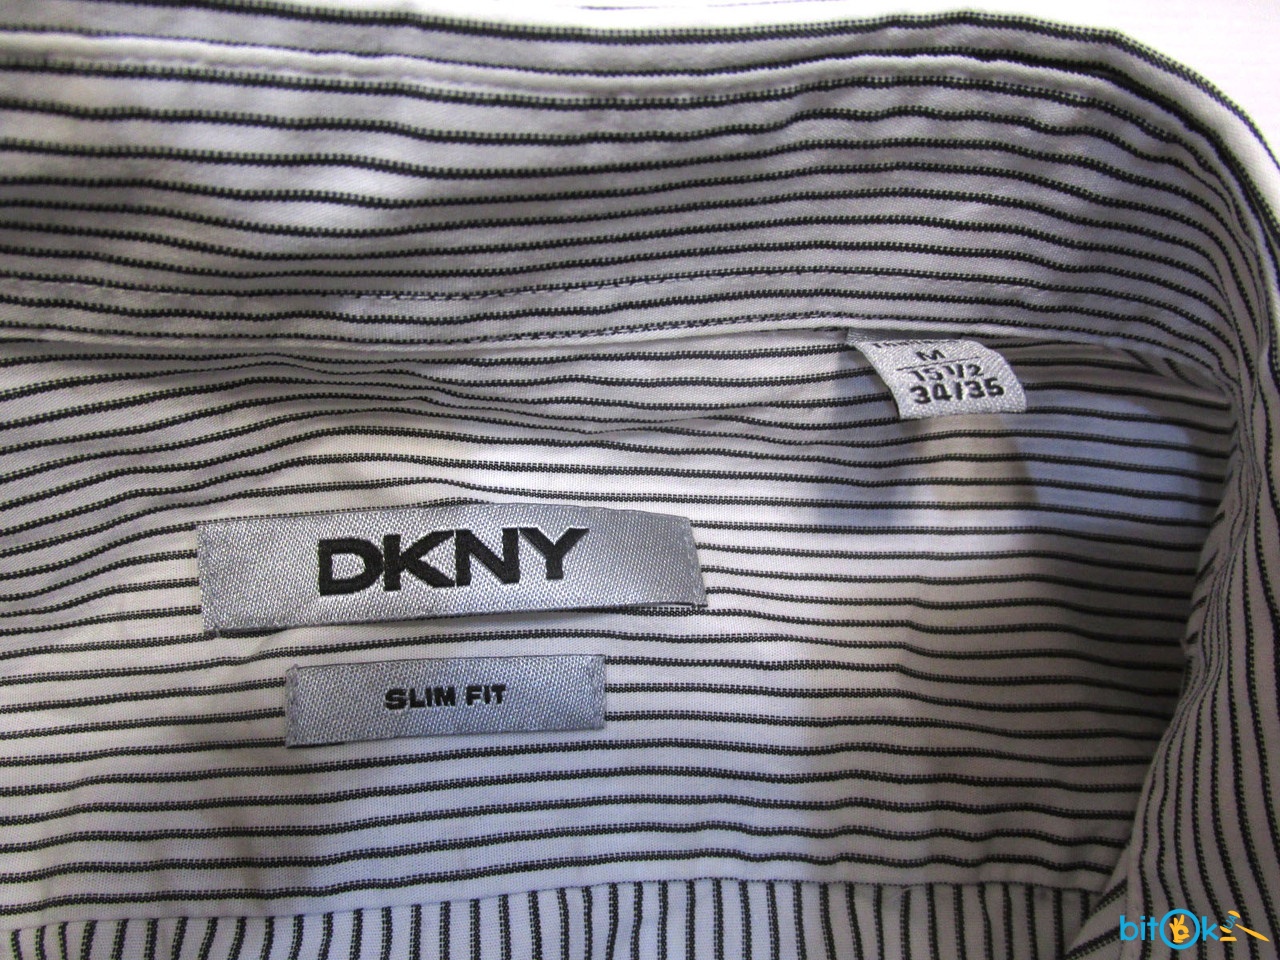 M
15 1/2
34/35
DKNY
SLIM FIT
bitOk